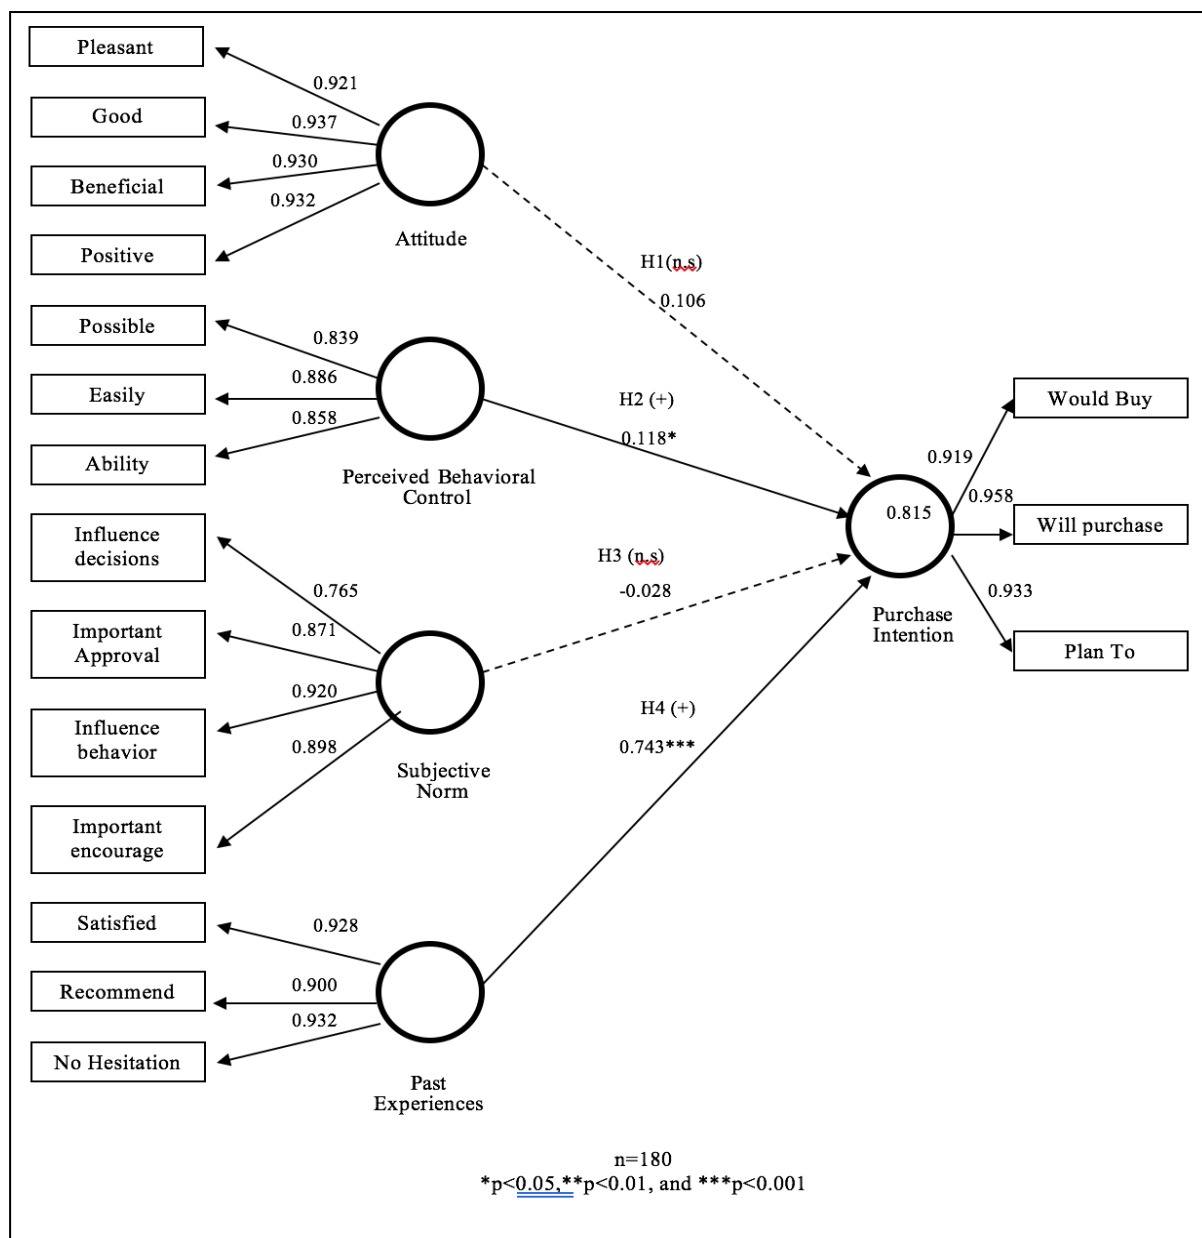 Pleasant
0.921
Good
0.937
Beneficial
0.930
Positive
0.932
Attitude
Possible
0.839
Easily
0.886
Ability
0.858
Perceived Behavioral
Control
Influence
decisions
0.765
Important
Approval
0.871
Influence
behavior
0.920
Important
encourage
0.898
Subjective
Norm
Satisfied
0.928
Recommend
0.900
No Hesitation
0.932
Past
Experiences
H1(n.s)
0.106
H2 (+)
0.118*
H3 (n.s)
-0.028
H4 (+)
0.743***
0.815
Purchase
Intention
Would Buy
0.919
Will purchase
0.958
Plan To
0.933
n=180
*p<0.05,**p<0.01, and ***p<0.001